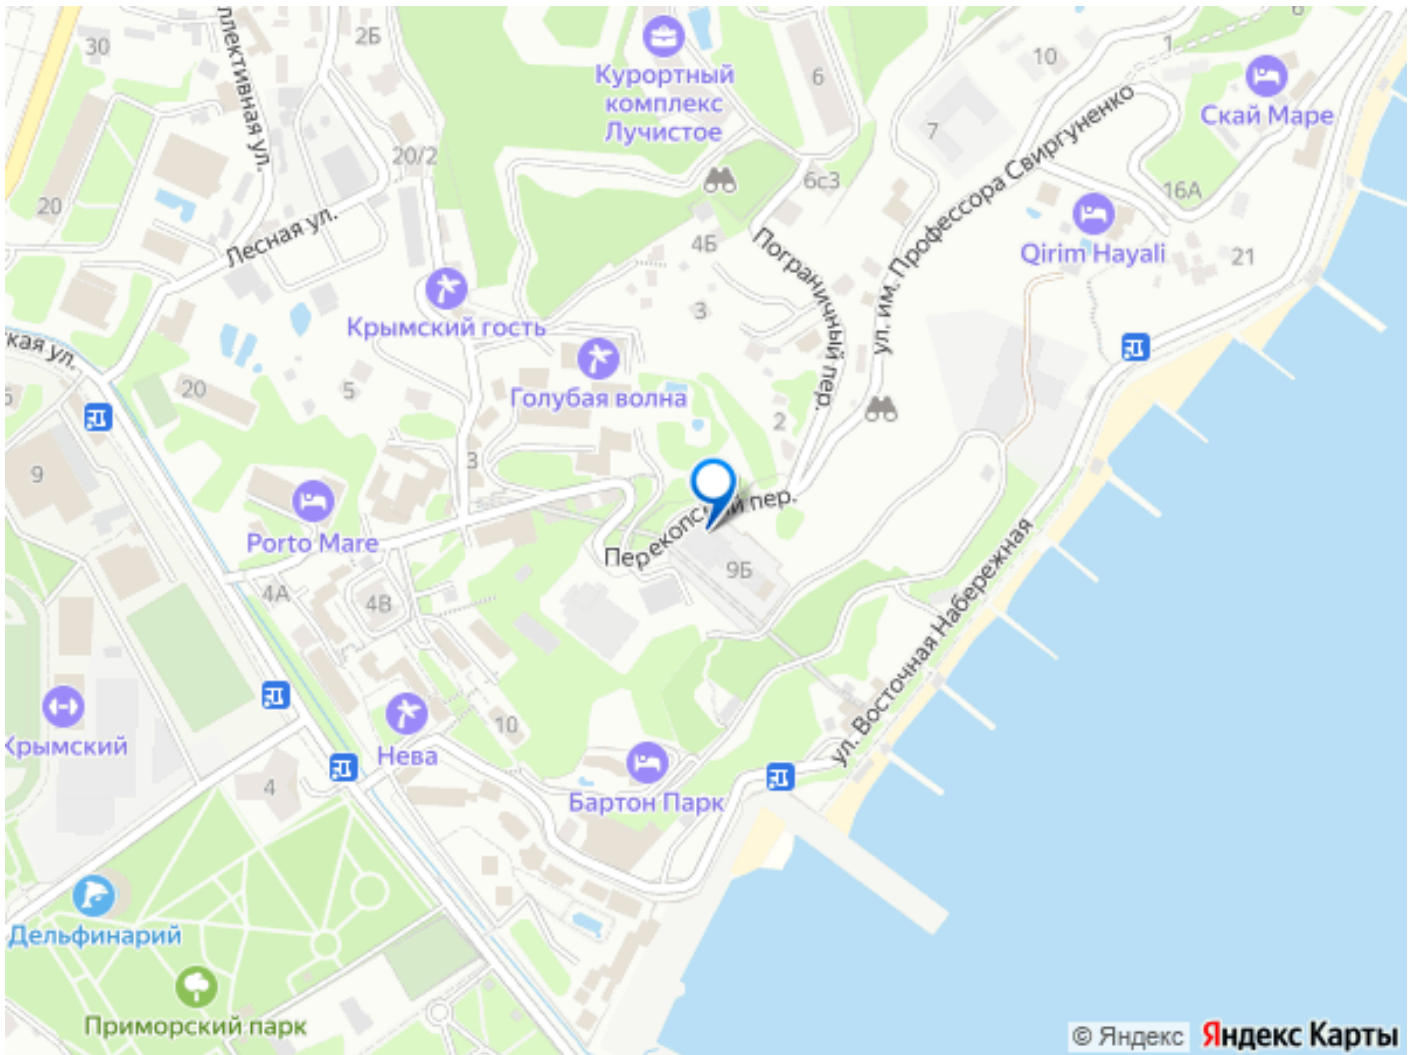 30
2Б
Курортный
комплекс
Лучистое
6
10
1
6
Скай Маре
20/2
7
20
6с3
16А
ул. им. Профессора Свиргуненко
Лесная ул.
4Б
Пограничный пер.
Qirim Hayali
21
3
Крымский гость
5
20
Голубая волна
2
9
3
Porto Mare
Перекопский пер.
9Б
4А
4В
ул. Восточная Набережная
10
Крымский
Нева
4
Бартон Парк
Дельфинарий
Приморский парк
© Яндекс Яндекс Карты